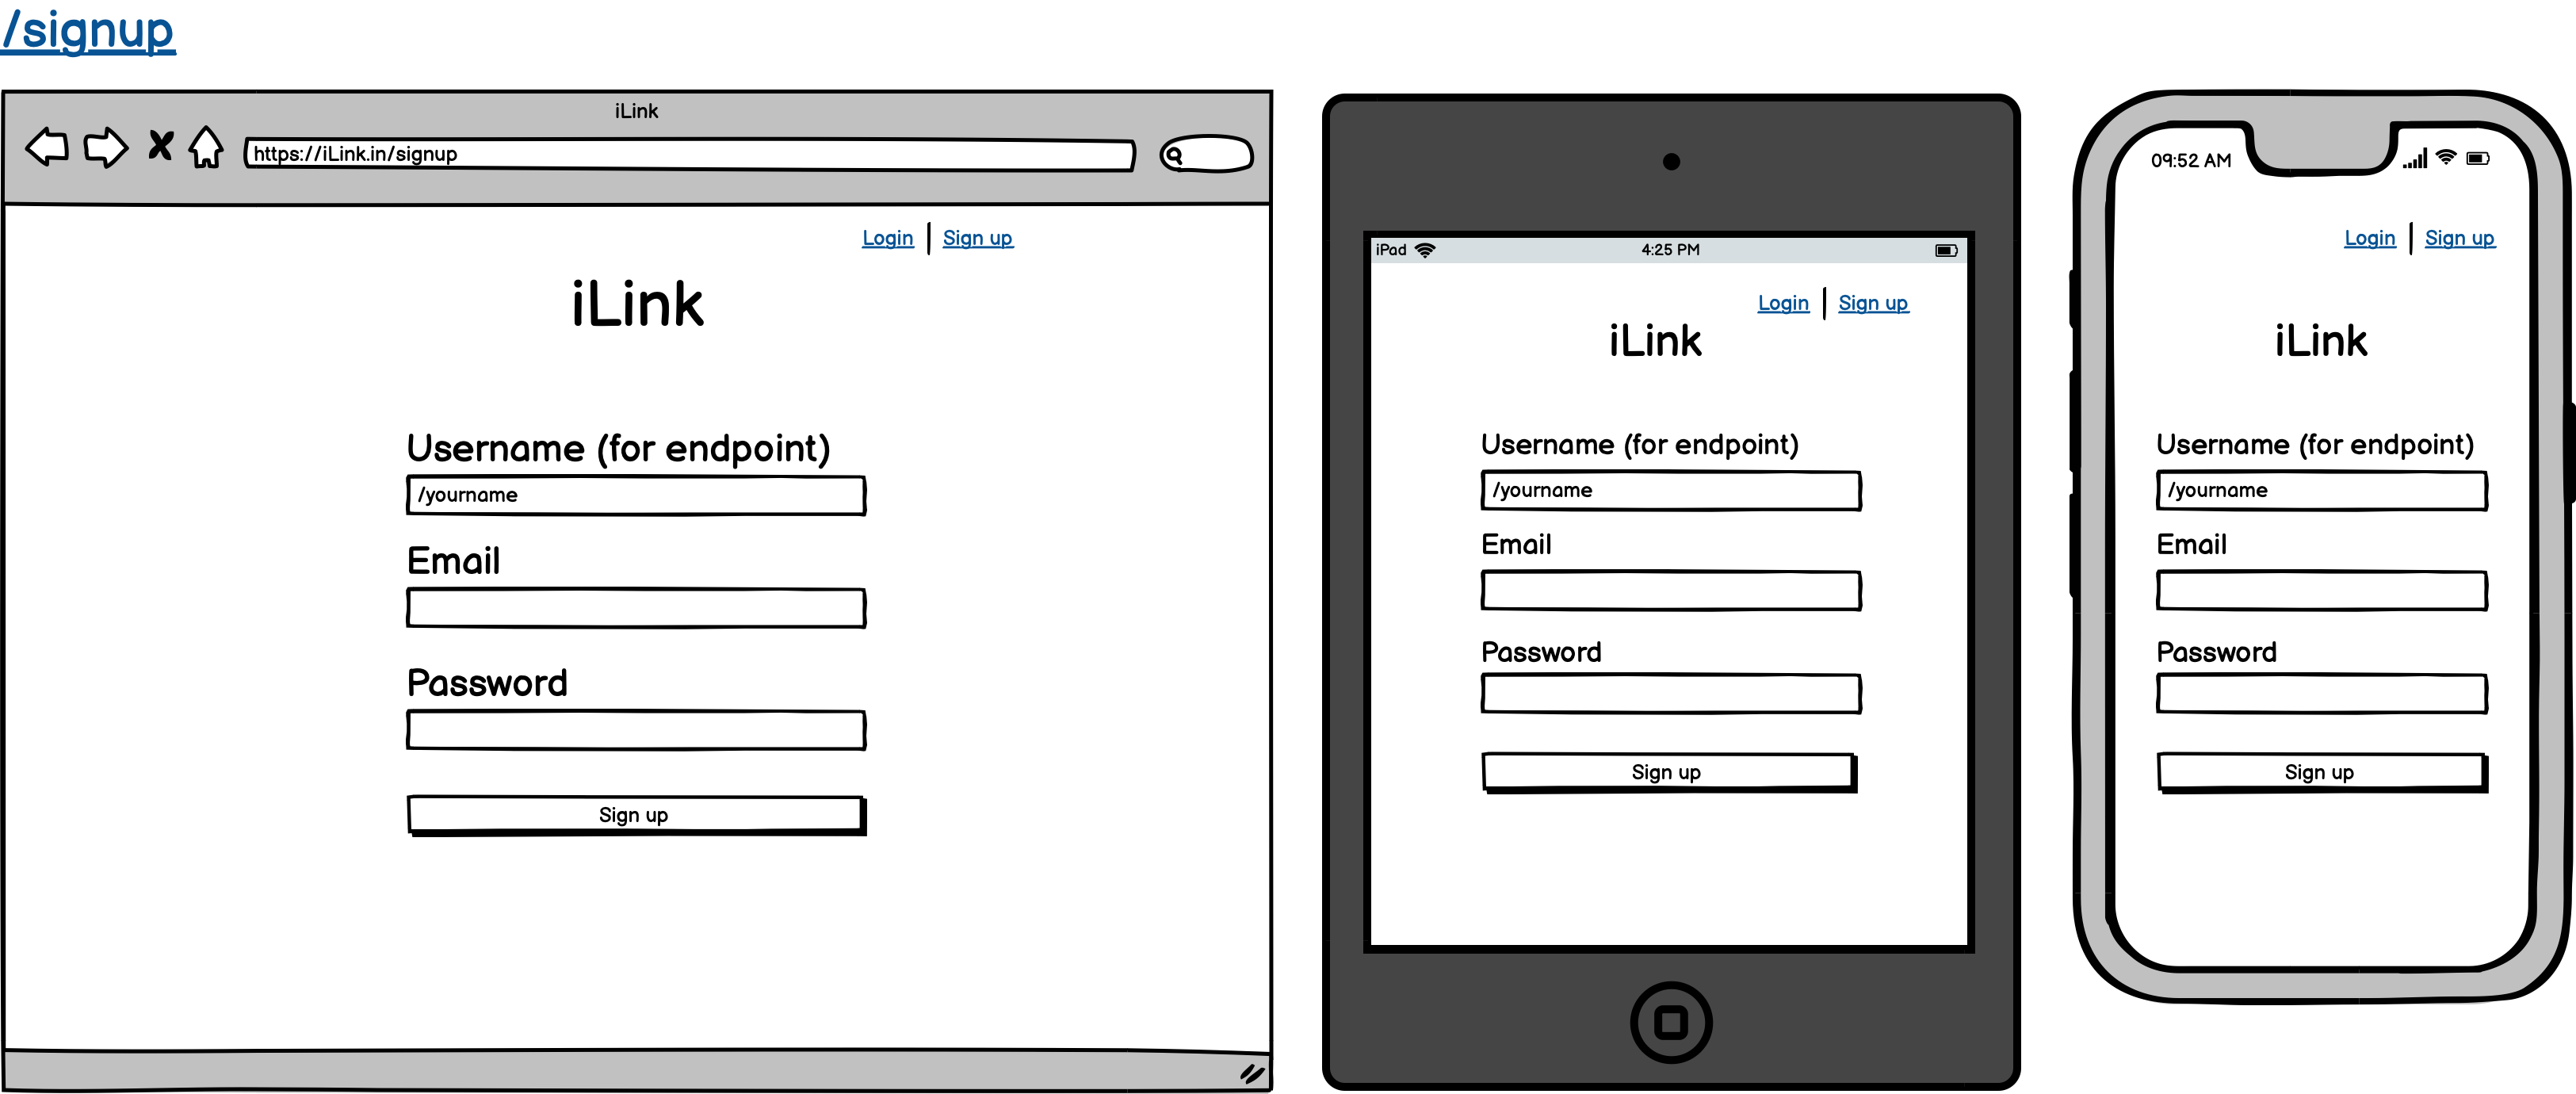 /signup
iLink
https://iLink.in/signup
Login | Sign up
iLink
Username (for endpoint)
/yourname
Email
Password
Sign up
iPad
4:25 PM
Login | Sign up
iLink
Username (for endpoint)
/yourname
Email
Password
Sign up
09:52 AM
Login | Sign up
iLink
Username (for endpoint)
/yourname
Email
Password
Sign up